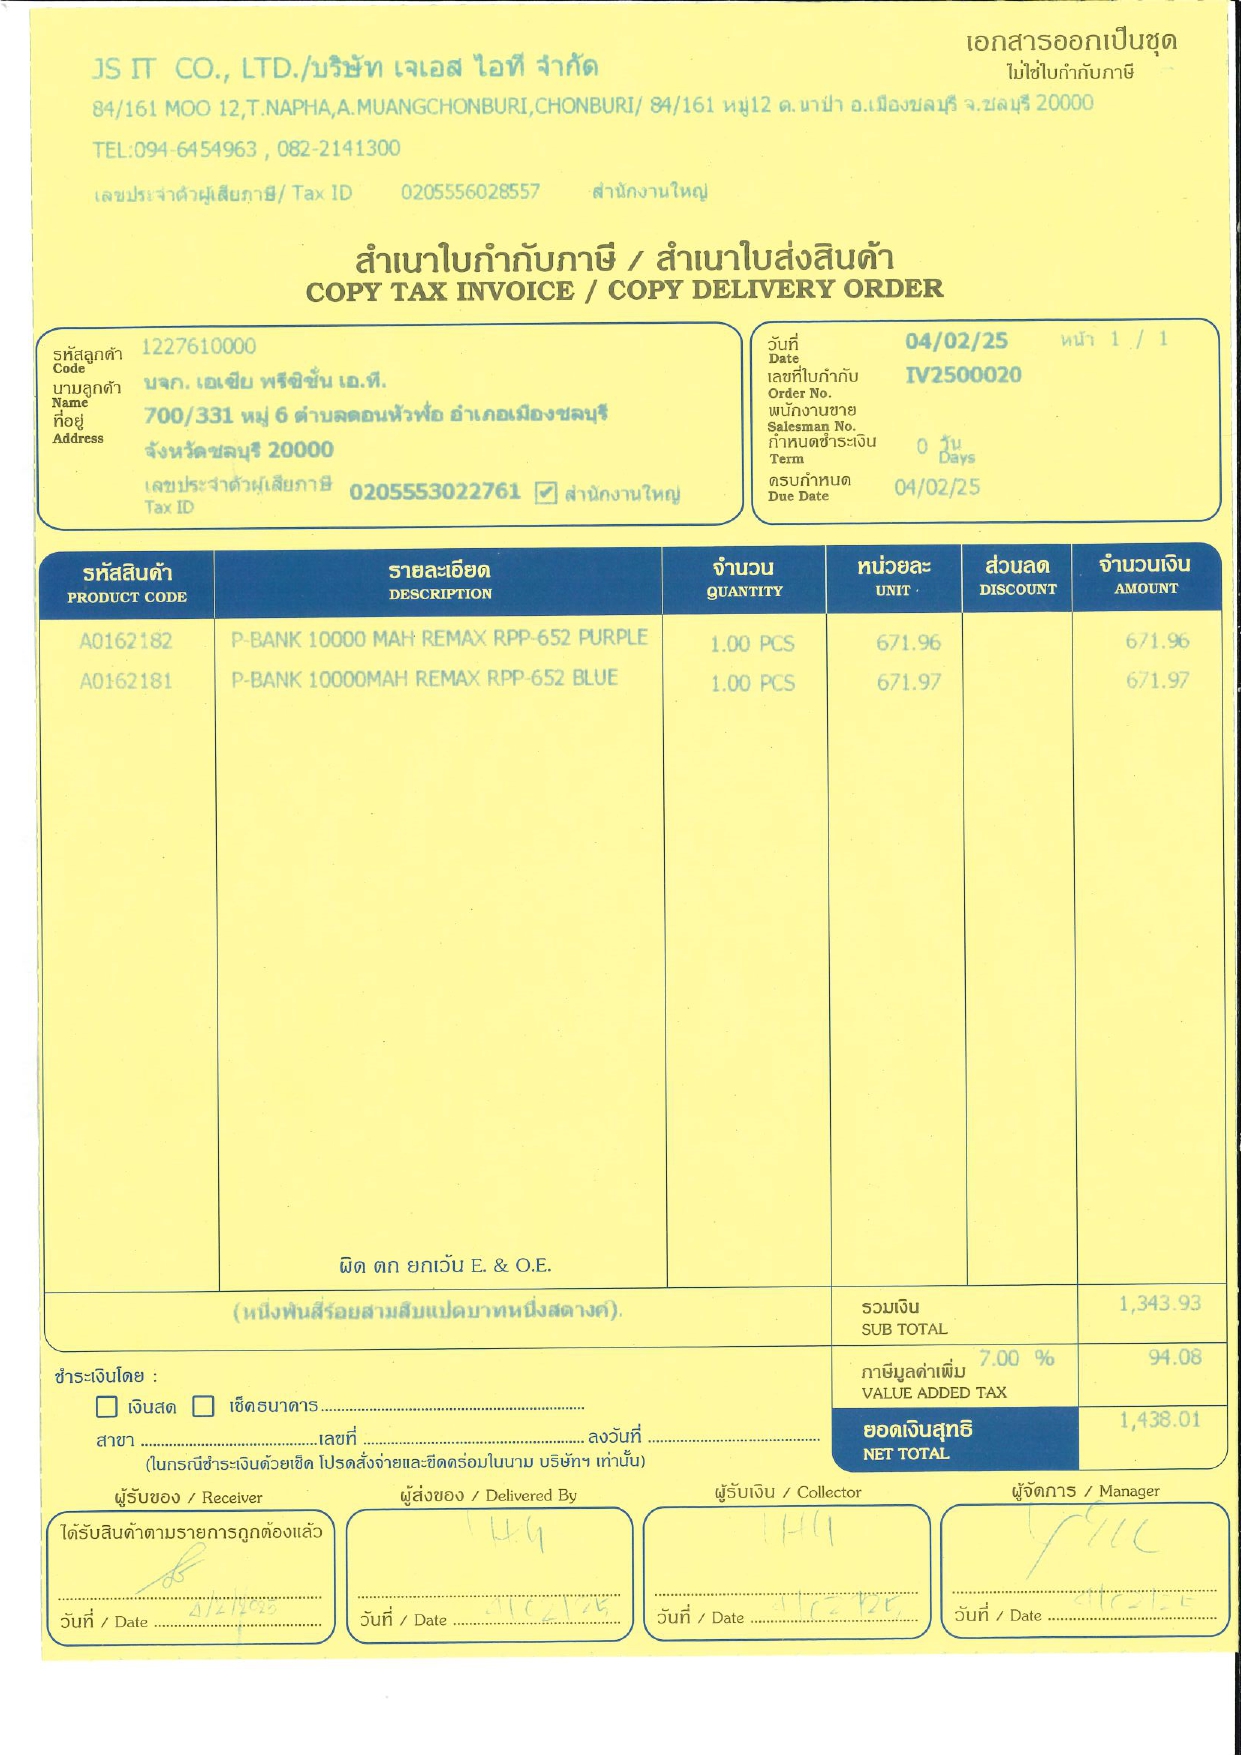 เอกสารออกเป็นชุด
ไม่ใช่ใบกำกับภาษี
JS IT CO., LTD./บริษัท เจเอส ไอที จำกัด
84/161 MOO 12,T.NAPHA,A.MUANGCHONBURI,CHONBURI/ 84/161 หมู่12 ต.นาป่า อ.เมืองชลบุรี จ.ชลบุรี 20000
TEL:094-6454963 , 082-2141300
เลขประจำตัวผู้เสียภาษี/ Tax ID 0205556028557 สำนักงานใหญ่
สำเนาใบกำกับภาษี / สำเนาใบส่งสินค้า
COPY TAX INVOICE / COPY DELIVERY ORDER
รหัสลูกค้า 1227610000
Code
นามลูกค้า บจก. เอเซีย พรีซิชั่น เอ.ที.
Name
ที่อยู่ 700/331 หมู่ 6 ตำบลดอนหัวฬ่อ อำเภอเมืองชลบุรี
Address จังหวัดชลบุรี 20000
เลขประจำตัวผู้เสียภาษี 0205553022761 ☑ สำนักงานใหญ่
Tax ID
วันที่ 04/02/25 หน้า 1 / 1
Date
เลขที่ใบกำกับ IV2500020
Order No.
พนักงานขาย
Salesman No.
กำหนดชำระเงิน 0 วัน
Term Days
ครบกำหนด 04/02/25
Due Date
รหัสสินค้า รายละเอียด จำนวน หน่วยละ ส่วนลด จำนวนเงิน
PRODUCT CODE DESCRIPTION QUANTITY UNIT DISCOUNT AMOUNT
A0162182 P-BANK 10000 MAH REMAX RPP-652 PURPLE 1.00 PCS 671.96 671.96
A0162181 P-BANK 10000MAH REMAX RPP-652 BLUE 1.00 PCS 671.97 671.97
ผิด ตก ยกเว้น E. & O.E.
(หนึ่งพันสี่ร้อยสามสิบแปดบาทหนึ่งสตางค์). รวมเงิน 1,343.93
SUB TOTAL
ภาษีมูลค่าเพิ่ม 7.00 % 94.08
VALUE ADDED TAX
ยอดเงินสุทธิ 1,438.01
NET TOTAL
ชำระเงินโดย :
☐ เงินสด ☐ เช็คธนาคาร
สาขา เลขที่ ลงวันที่
(ในกรณีชำระเงินด้วยเช็ค โปรดสั่งจ่ายและขีดคร่อมในนาม บริษัทฯ เท่านั้น)
ผู้รับของ / Receiver ผู้ส่งของ / Delivered By ผู้รับเงิน / Collector ผู้จัดการ / Manager
ได้รับสินค้าตามรายการถูกต้องแล้ว
วันที่ / Date 4/2/2025 วันที่ / Date วันที่ / Date วันที่ / Date